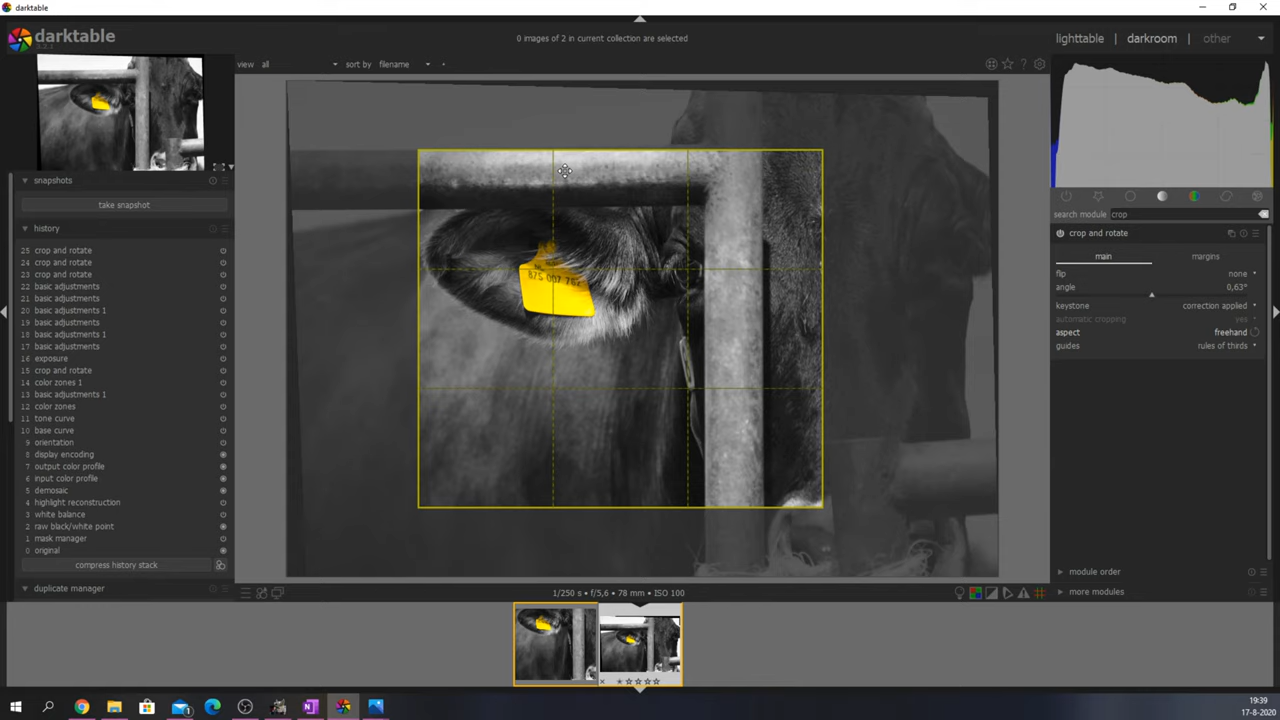 darktable
darktable
3.2.1
0 images of 2 in current collection are selected
lighttable
darkroom
other
view all
sort by filename
snapshots
take snapshot
history
25 crop and rotate
24 crop and rotate
23 crop and rotate
22 basic adjustments
21 basic adjustments
20 basic adjustments 1
19 basic adjustments
18 basic adjustments 1
17 basic adjustments
16 exposure
15 crop and rotate
14 color zones 1
13 basic adjustments 1
12 color zones
11 tone curve
10 base curve
9 orientation
8 display encoding
7 output color profile
6 input color profile
5 demosaic
4 highlight reconstruction
3 white balance
2 raw black/white point
1 mask manager
0 original
compress history stack
duplicate manager
search module crop
crop and rotate
main
margins
flip none
angle 0,63°
keystone correction applied
automatic cropping yes
aspect freehand
guides rules of thirds
module order
more modules
1/250 s • f/5,6 • 78 mm • ISO 100
19:39
17-8-2020